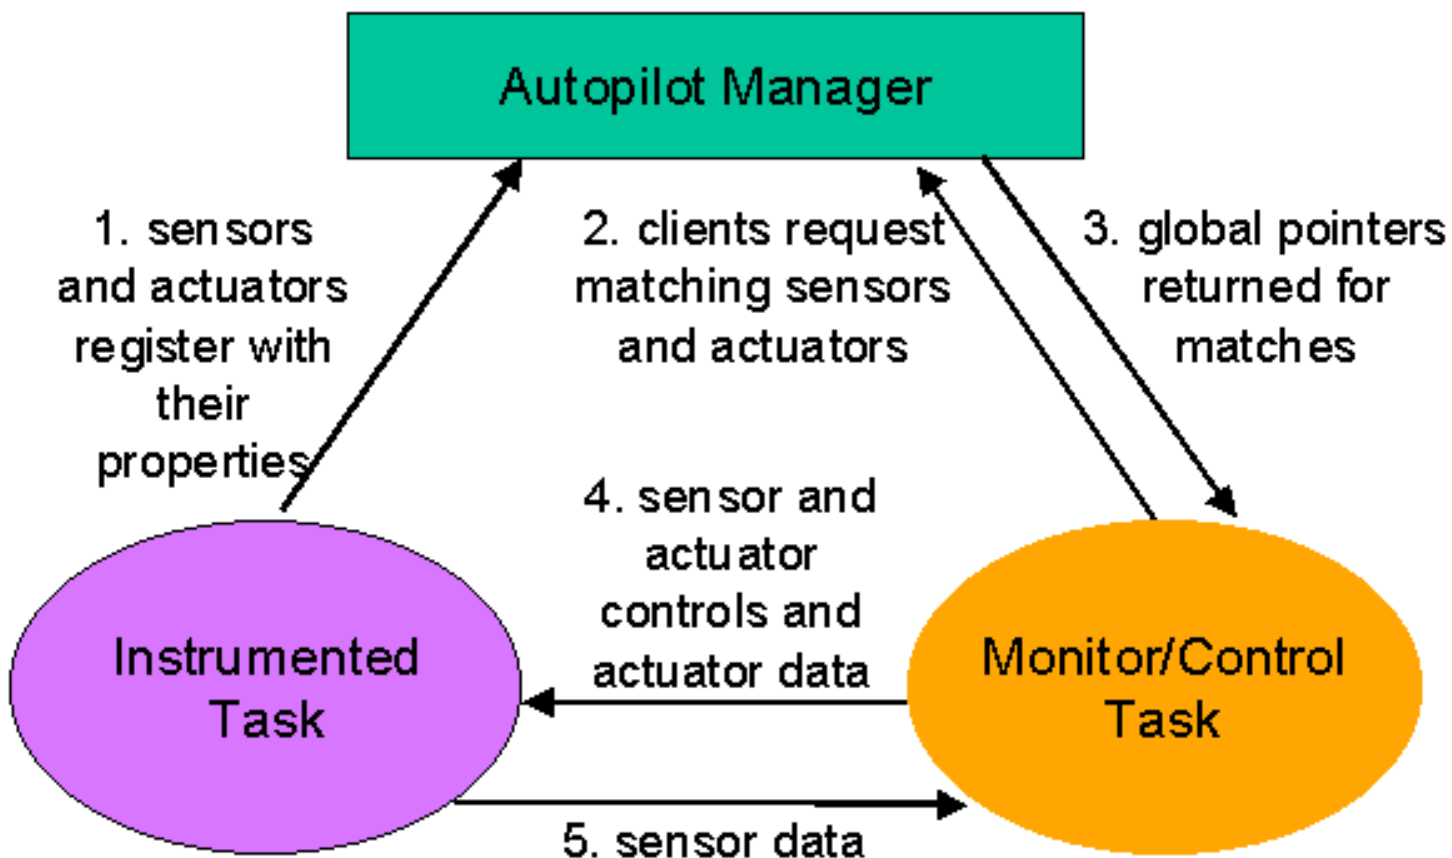 Autopilot Manager
1. sensors
and actuators
register with
their
properties
2. clients request
matching sensors
and actuators
3. global pointers
returned for
matches
4. sensor and
actuator
controls and
actuator data
Instrumented
Task
Monitor/Control
Task
5. sensor data